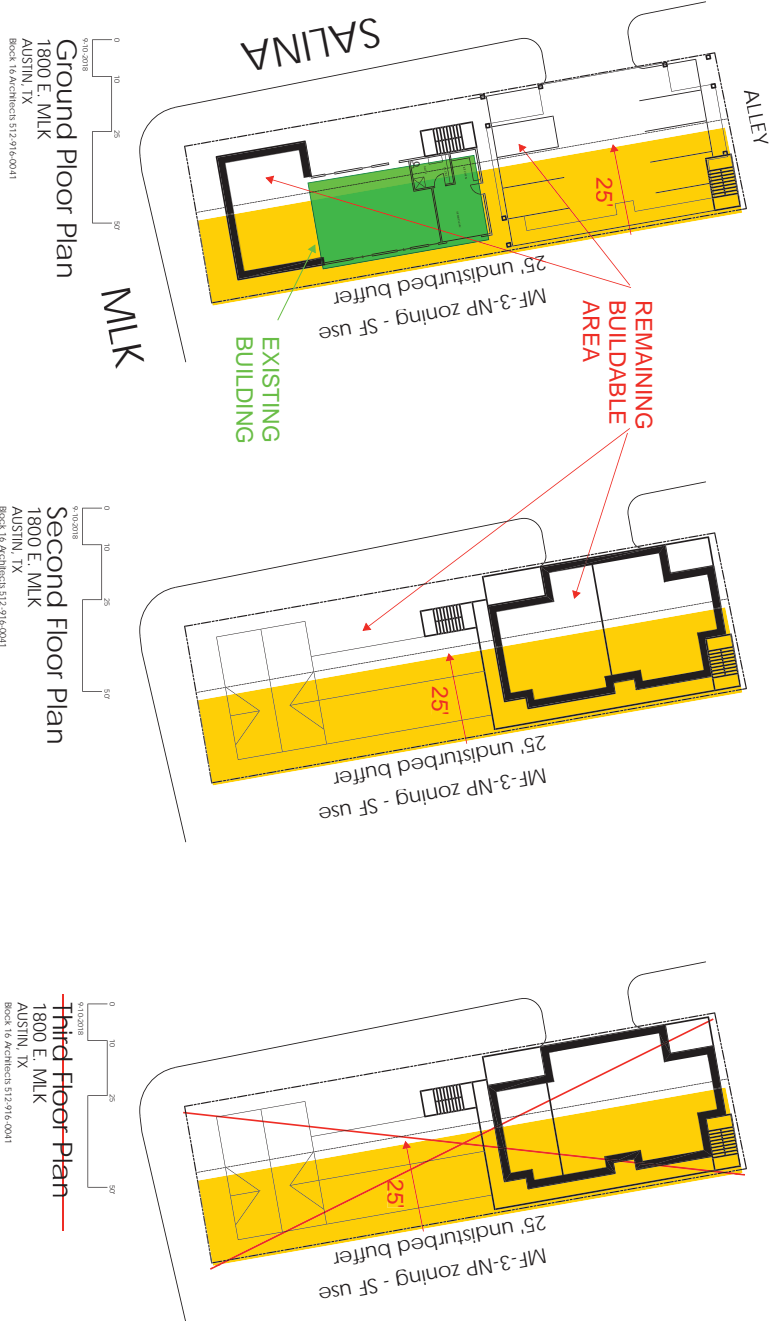 SALINA
ALLEY
25'
25' undisturbed buffer
MF-3-NP zoning - SF use
MLK
REMAINING
BUILDABLE
AREA
EXISTING
BUILDING
0
10
25
50'
9-10-2018
Ground Ploor Plan
1800 E. MLK
AUSTIN, TX
Block 16 Architects 512-916-0041
25'
25' undisturbed buffer
MF-3-NP zoning - SF use
0
10
25
50'
9-10-2018
Second Floor Plan
1800 E. MLK
AUSTIN, TX
Block 16 Architects 512-916-0041
25'
25' undisturbed buffer
MF-3-NP zoning - SF use
0
10
25
50'
9-10-2018
Third Floor Plan
1800 E. MLK
AUSTIN, TX
Block 16 Architects 512-916-0041